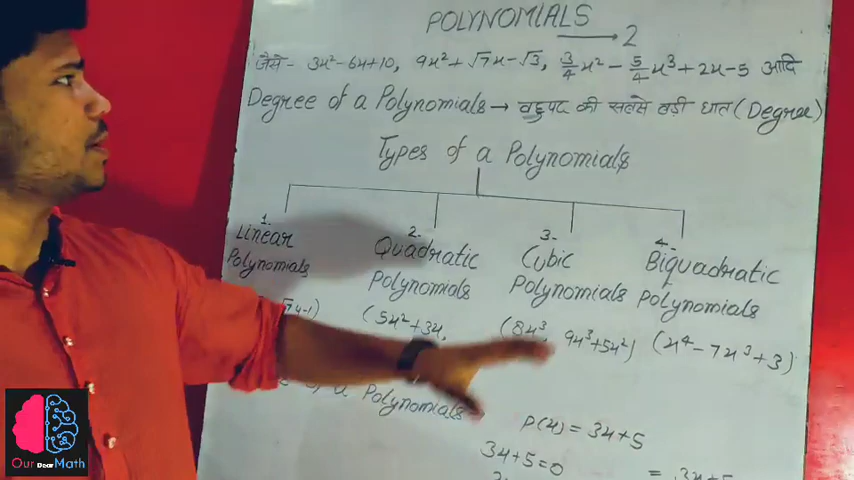 POLYNOMIALS
→ 2
जैसे - 3x²-6x+10, 9x²+√7x-√3, 3/4x² - 5/4x³+2x-5 आदि
Degree of a Polynomials → बहुपद की सबसे बड़ी घात (Degree)
Types of a Polynomials
1. 2. 3. 4.
Linear Quadratic Cubic Biquadratic
Polynomials Polynomials Polynomials Polynomials
(5x²+3x, (8x³, 9x³+5x²) (x⁴-7x³+3)
a Polynomials
P(x) = 3x+5
3x+5=0 = 3x+5
Our Dear Math